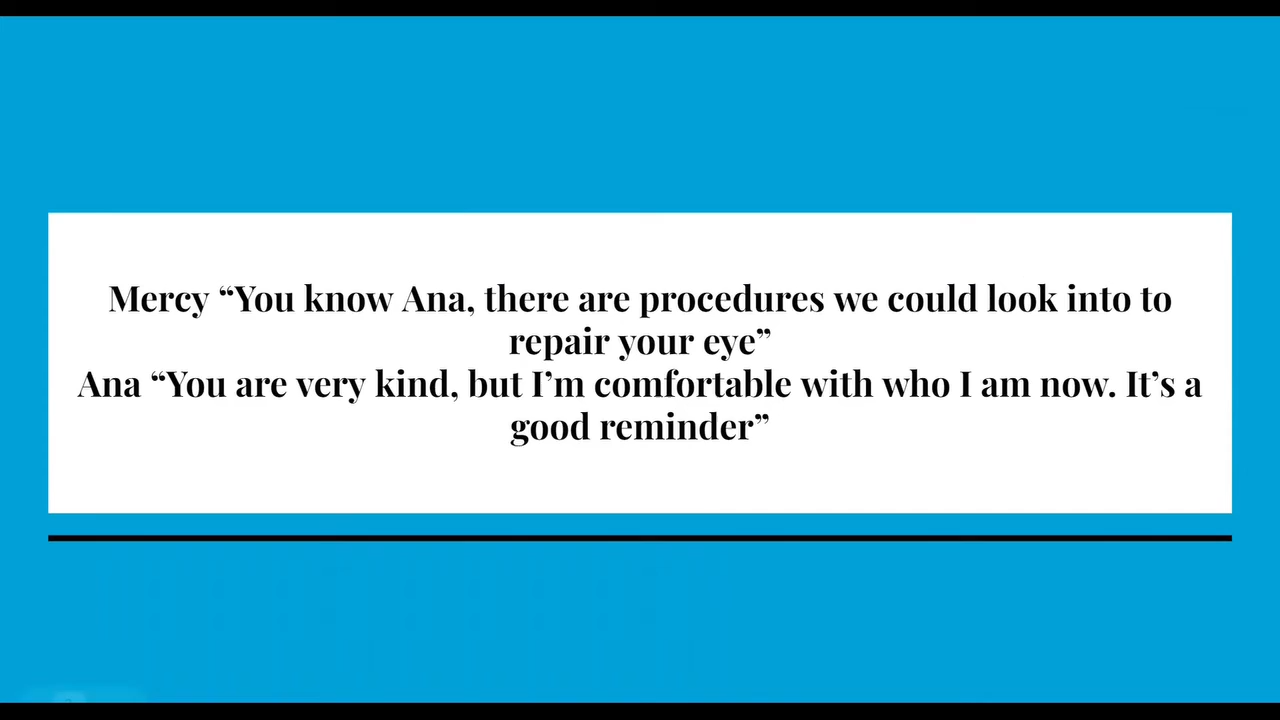 Mercy “You know Ana, there are procedures we could look into to
repair your eye”
Ana “You are very kind, but I’m comfortable with who I am now. It’s a
good reminder”